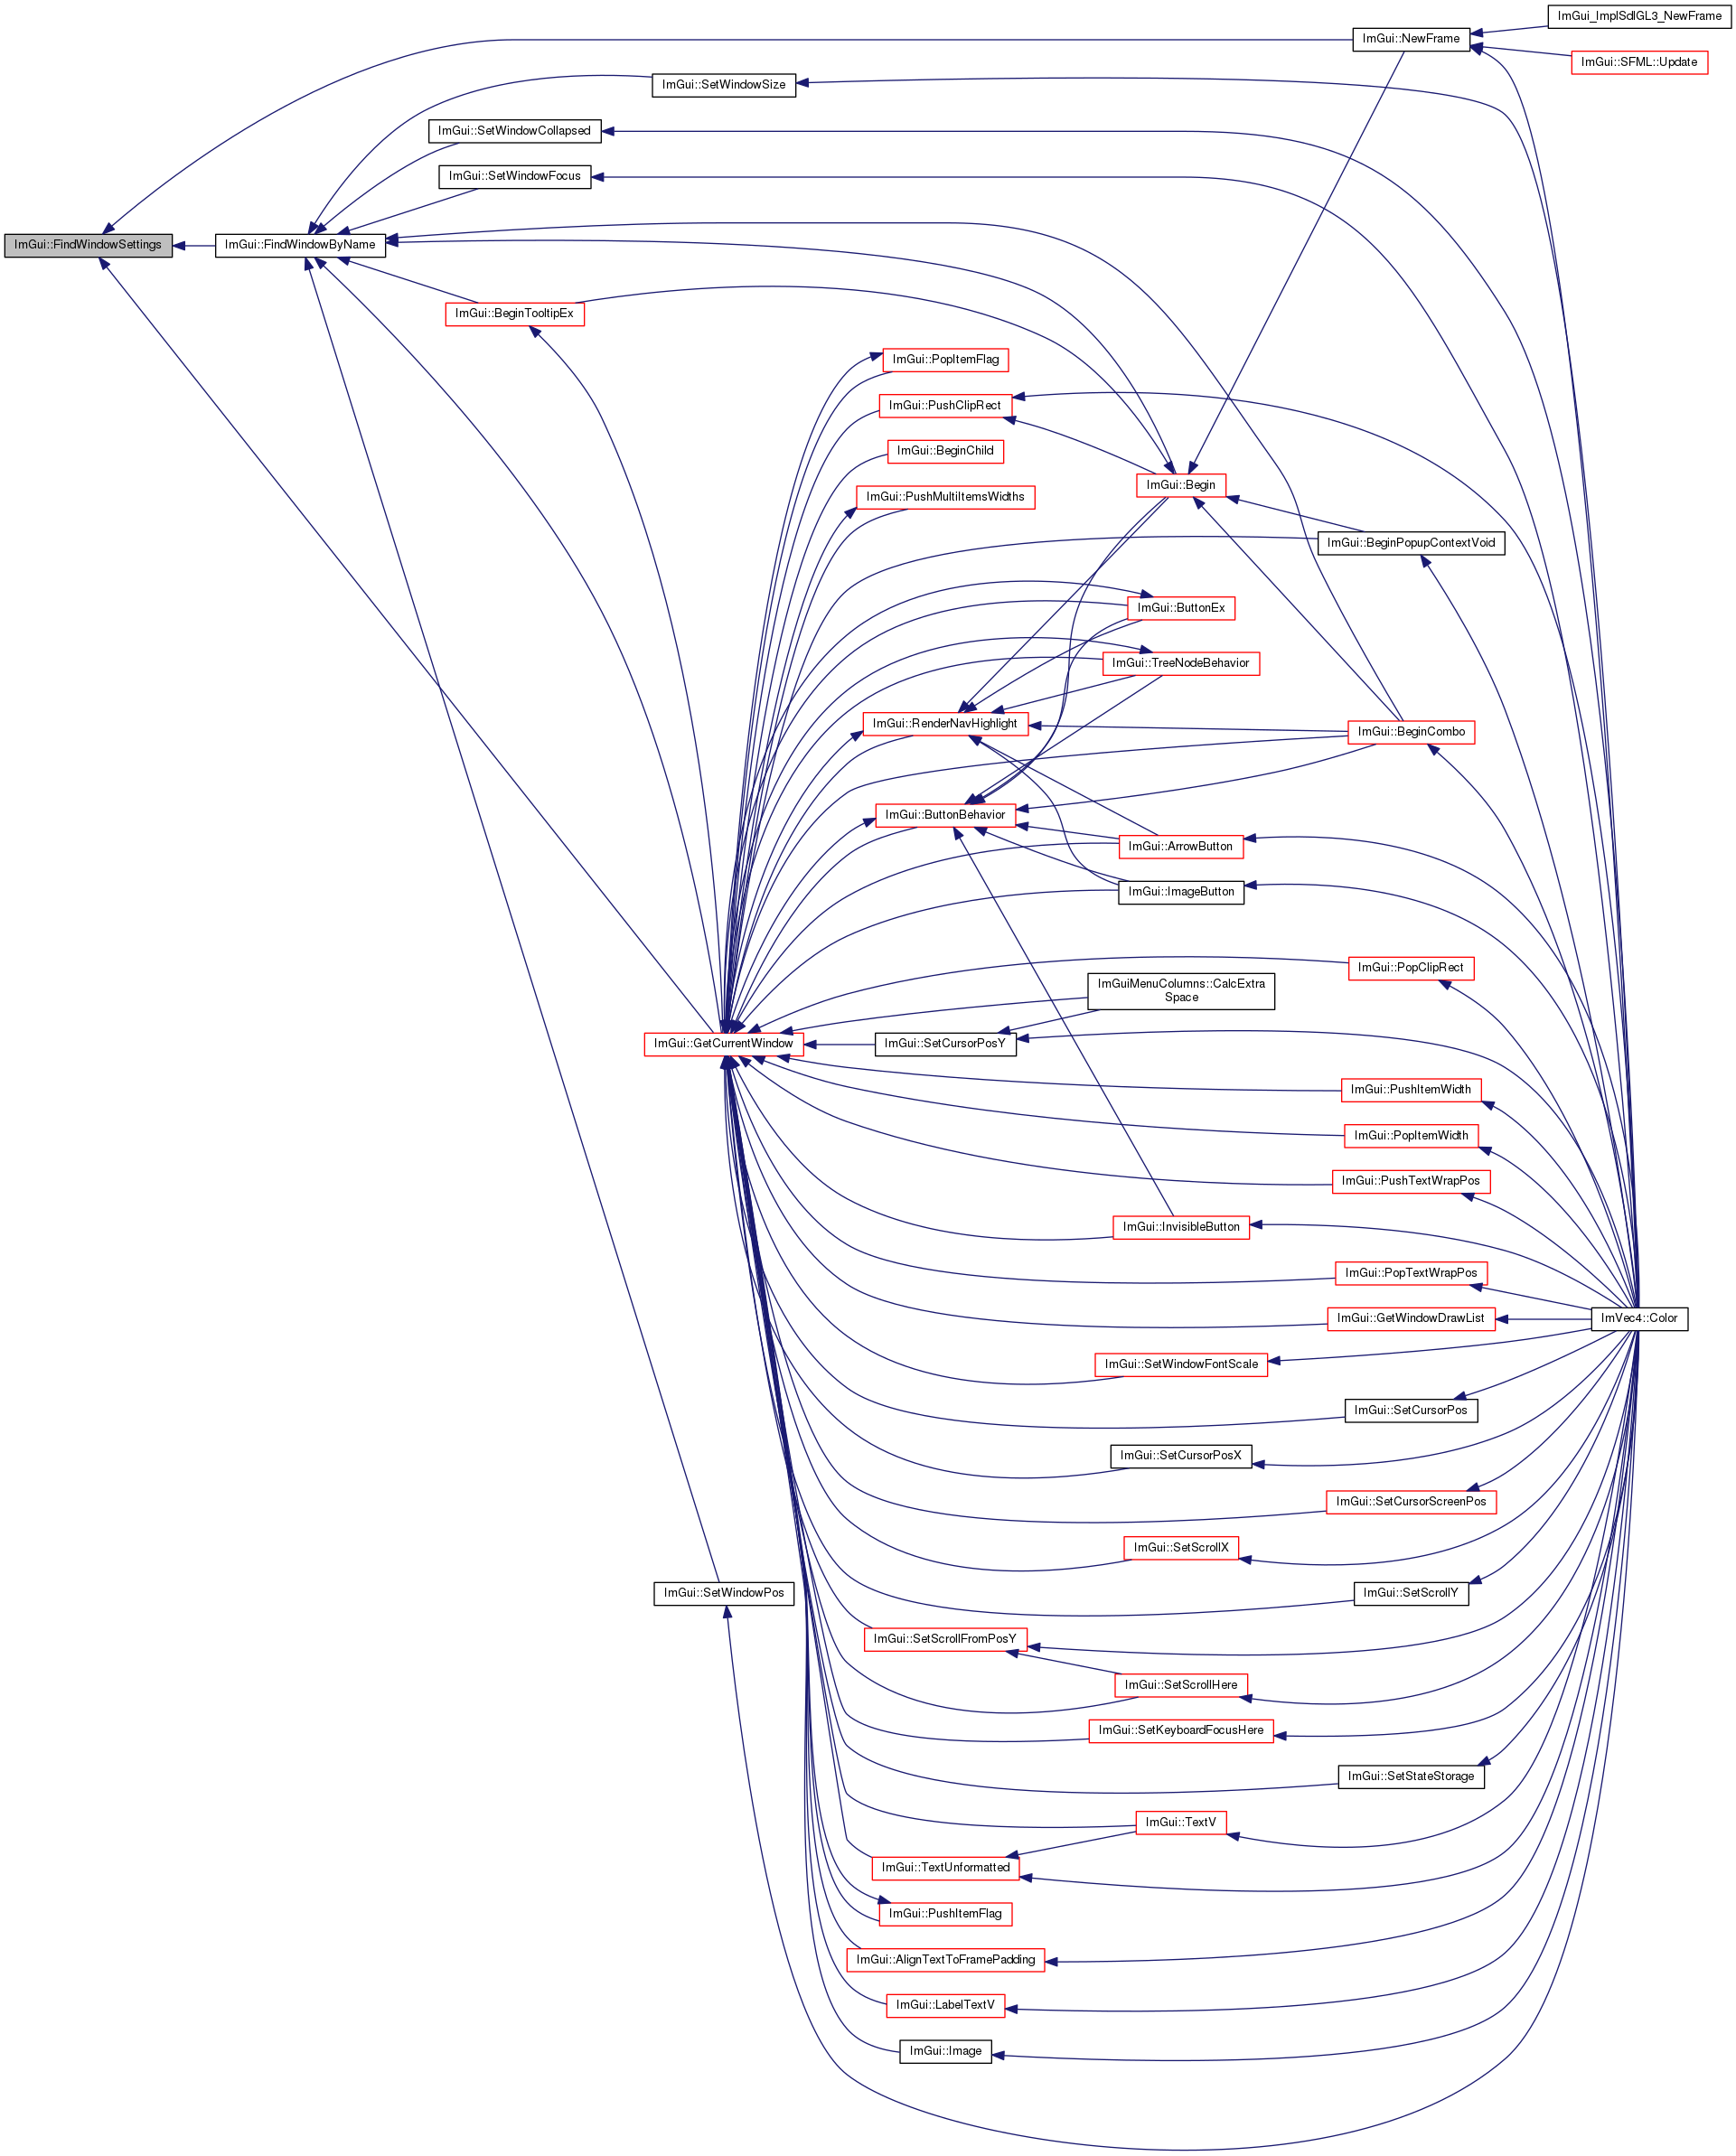 ImGui_ImplSdlGL3_NewFrame
ImGui::NewFrame
ImGui::SFML::Update
ImGui::SetWindowSize
ImGui::SetWindowCollapsed
ImGui::SetWindowFocus
ImGui::FindWindowSettings
ImGui::FindWindowByName
ImGui::BeginTooltipEx
ImGui::PopItemFlag
ImGui::PushClipRect
ImGui::BeginChild
ImGui::Begin
ImGui::PushMultiItemsWidths
ImGui::BeginPopupContextVoid
ImGui::ButtonEx
ImGui::TreeNodeBehavior
ImGui::RenderNavHighlight
ImGui::BeginCombo
ImGui::ButtonBehavior
ImGui::ArrowButton
ImGui::ImageButton
ImGui::PopClipRect
ImGuiMenuColumns::CalcExtra
Space
ImGui::GetCurrentWindow
ImGui::SetCursorPosY
ImGui::PushItemWidth
ImGui::PopItemWidth
ImGui::PushTextWrapPos
ImGui::InvisibleButton
ImGui::PopTextWrapPos
ImGui::GetWindowDrawList
ImVec4::Color
ImGui::SetWindowFontScale
ImGui::SetCursorPos
ImGui::SetCursorPosX
ImGui::SetCursorScreenPos
ImGui::SetScrollX
ImGui::SetWindowPos
ImGui::SetScrollY
ImGui::SetScrollFromPosY
ImGui::SetScrollHere
ImGui::SetKeyboardFocusHere
ImGui::SetStateStorage
ImGui::TextV
ImGui::TextUnformatted
ImGui::PushItemFlag
ImGui::AlignTextToFramePadding
ImGui::LabelTextV
ImGui::Image